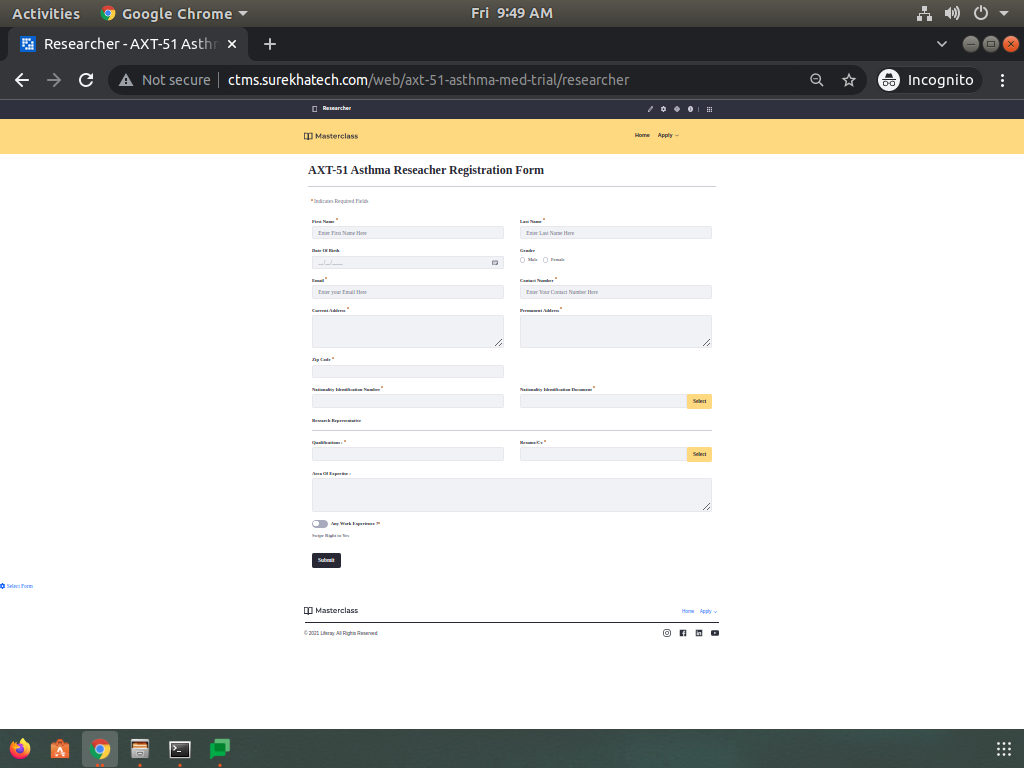 Activities Google Chrome Fri 9:49 AM
Researcher - AXT-51 Asthm
Not secure ctms.surekhatech.com/web/axt-51-asthma-med-trial/researcher Incognito
Researcher
Masterclass Home Apply
AXT-51 Asthma Reseacher Registration Form
* Indicates Required Fields
First Name * Last Name *
Enter First Name Here Enter Last Name Here
Date Of Birth Gender
__/__/____ Male Female
Email * Contact Number *
Enter your Email Here Enter Your Contact Number Here
Current Address * Permanent Address *
Zip Code *
Nationality Identification Number * Nationality Identification Document *
Select
Research Representative
Qualifications : * Resume/Cv *
Select
Area Of Expertise :
Any Work Experience ?*
Swipe Right to Yes
Submit
Select Form
Masterclass Home Apply
© 2021 Liferay. All Rights Reserved